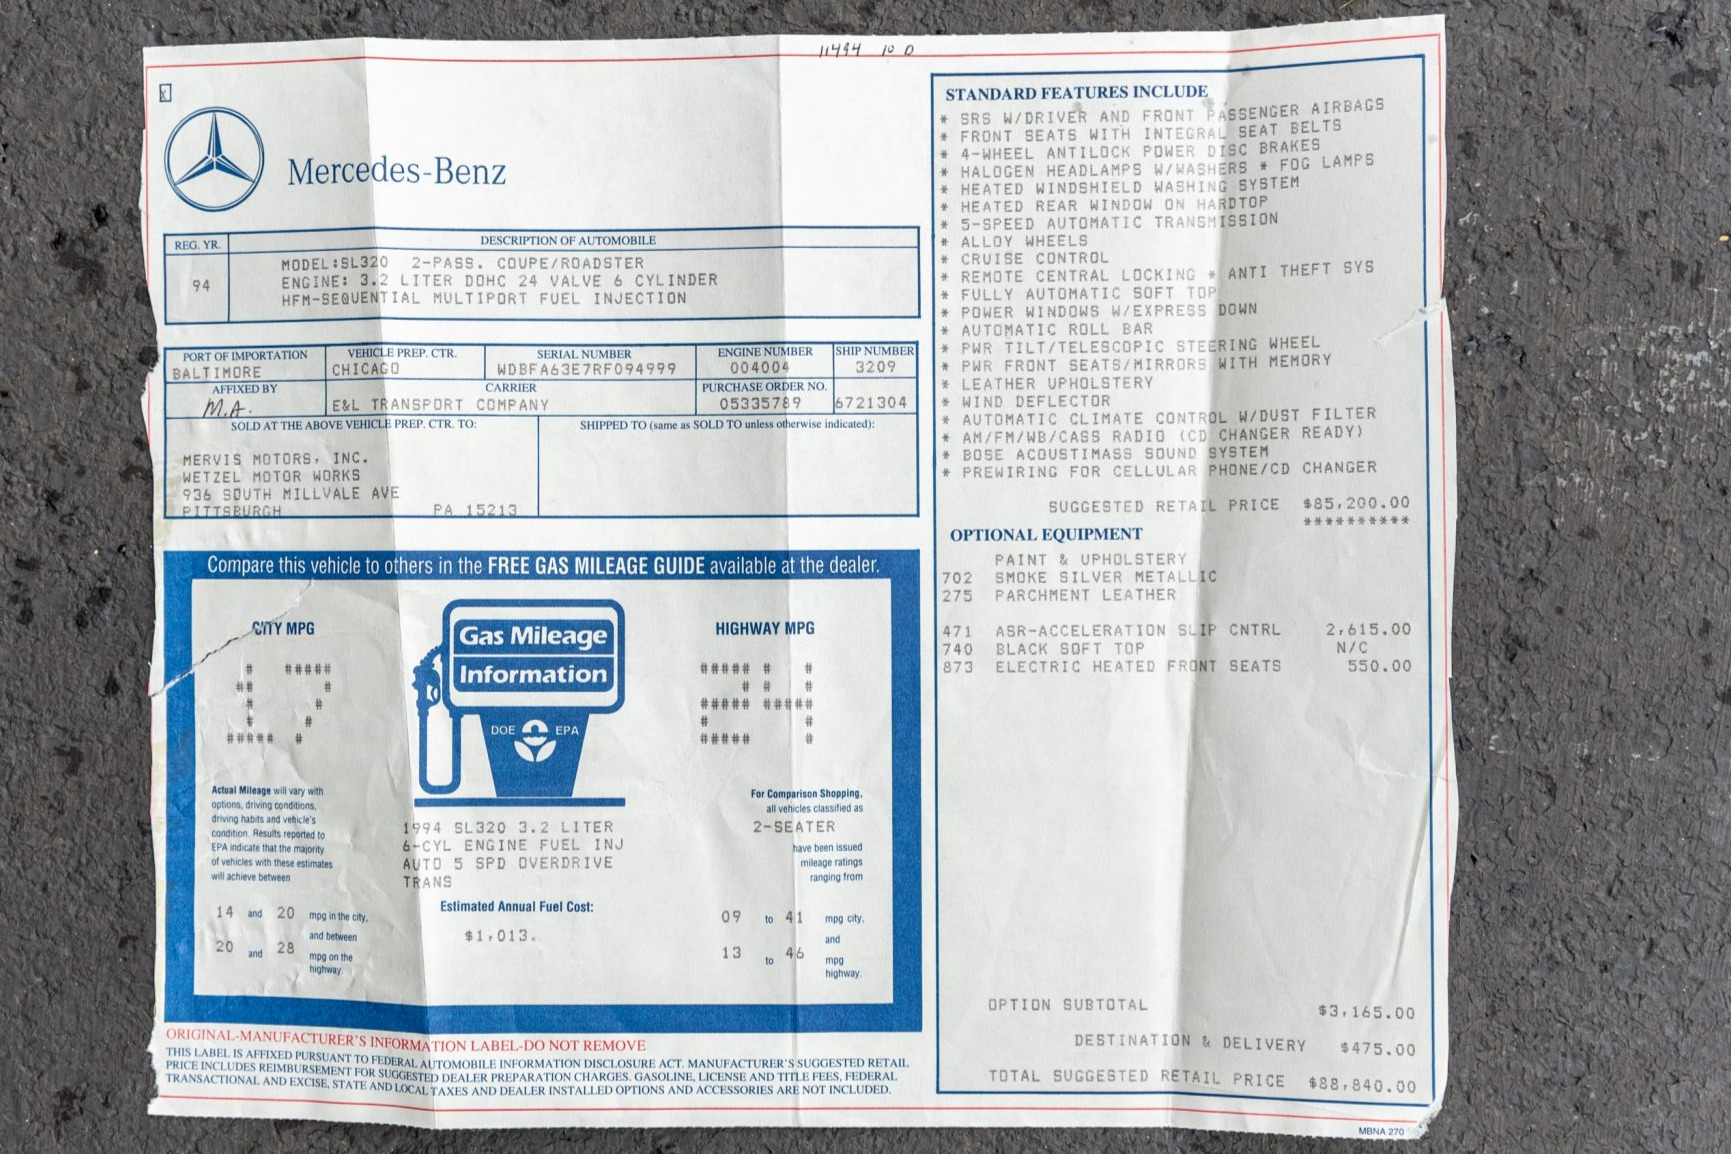 11494 10 D
Mercedes-Benz
REG. YR.
DESCRIPTION OF AUTOMOBILE
94
MODEL:SL320 2-PASS. COUPE/ROADSTER
ENGINE: 3.2 LITER DOHC 24 VALVE 6 CYLINDER
HFM-SEQUENTIAL MULTIPORT FUEL INJECTION
PORT OF IMPORTATION
BALTIMORE
VEHICLE PREP. CTR.
CHICAGO
SERIAL NUMBER
WDBFA63E7RF094999
ENGINE NUMBER
004004
SHIP NUMBER
3209
AFFIXED BY
M.A.
CARRIER
E&L TRANSPORT COMPANY
PURCHASE ORDER NO.
05335789
6721304
SOLD AT THE ABOVE VEHICLE PREP. CTR. TO:
MERVIS MOTORS, INC.
WETZEL MOTOR WORKS
936 SOUTH MILLVALE AVE
PITTSBURGH PA 15213
SHIPPED TO (same as SOLD TO unless otherwise indicated):
Compare this vehicle to others in the FREE GAS MILEAGE GUIDE available at the dealer.
CITY MPG
17
Gas Mileage
Information
DOE EPA
HIGHWAY MPG
24
Actual Mileage will vary with
options, driving conditions,
driving habits and vehicle's
condition. Results reported to
EPA indicate that the majority
of vehicles with these estimates
will achieve between
14 and 20 mpg in the city,
and between
20 and 28 mpg on the
highway.
1994 SL320 3.2 LITER
6-CYL ENGINE FUEL INJ
AUTO 5 SPD OVERDRIVE
TRANS
Estimated Annual Fuel Cost:
$1,013.
For Comparison Shopping,
all vehicles classified as
2-SEATER
have been issued
mileage ratings
ranging from
09 to 41 mpg city,
and
13 to 46 mpg
highway.
ORIGINAL-MANUFACTURER'S INFORMATION LABEL-DO NOT REMOVE
THIS LABEL IS AFFIXED PURSUANT TO FEDERAL AUTOMOBILE INFORMATION DISCLOSURE ACT. MANUFACTURER'S SUGGESTED RETAIL
PRICE INCLUDES REIMBURSEMENT FOR SUGGESTED DEALER PREPARATION CHARGES. GASOLINE, LICENSE AND TITLE FEES, FEDERAL
TRANSACTIONAL AND EXCISE, STATE AND LOCAL TAXES AND DEALER INSTALLED OPTIONS AND ACCESSORIES ARE NOT INCLUDED.
STANDARD FEATURES INCLUDE
* SRS W/DRIVER AND FRONT PASSENGER AIRBAGS
* FRONT SEATS WITH INTEGRAL SEAT BELTS
* 4-WHEEL ANTILOCK POWER DISC BRAKES
* HALOGEN HEADLAMPS W/WASHERS * FOG LAMPS
* HEATED WINDSHIELD WASHING SYSTEM
* HEATED REAR WINDOW ON HARDTOP
* 5-SPEED AUTOMATIC TRANSMISSION
* ALLOY WHEELS
* CRUISE CONTROL
* REMOTE CENTRAL LOCKING * ANTI THEFT SYS
* FULLY AUTOMATIC SOFT TOP
* POWER WINDOWS W/EXPRESS DOWN
* AUTOMATIC ROLL BAR
* PWR TILT/TELESCOPIC STEERING WHEEL
* PWR FRONT SEATS/MIRRORS WITH MEMORY
* LEATHER UPHOLSTERY
* WIND DEFLECTOR
* AUTOMATIC CLIMATE CONTROL W/DUST FILTER
* AM/FM/WB/CASS RADIO (CD CHANGER READY)
* BOSE ACOUSTIMASS SOUND SYSTEM
* PREWIRING FOR CELLULAR PHONE/CD CHANGER
SUGGESTED RETAIL PRICE $85,200.00
**********
OPTIONAL EQUIPMENT
PAINT & UPHOLSTERY
702 SMOKE SILVER METALLIC
275 PARCHMENT LEATHER
471 ASR-ACCELERATION SLIP CNTRL 2,615.00
740 BLACK SOFT TOP N/C
873 ELECTRIC HEATED FRONT SEATS 550.00
OPTION SUBTOTAL $3,165.00
DESTINATION & DELIVERY $475.00
TOTAL SUGGESTED RETAIL PRICE $88,840.00
MBNA 270